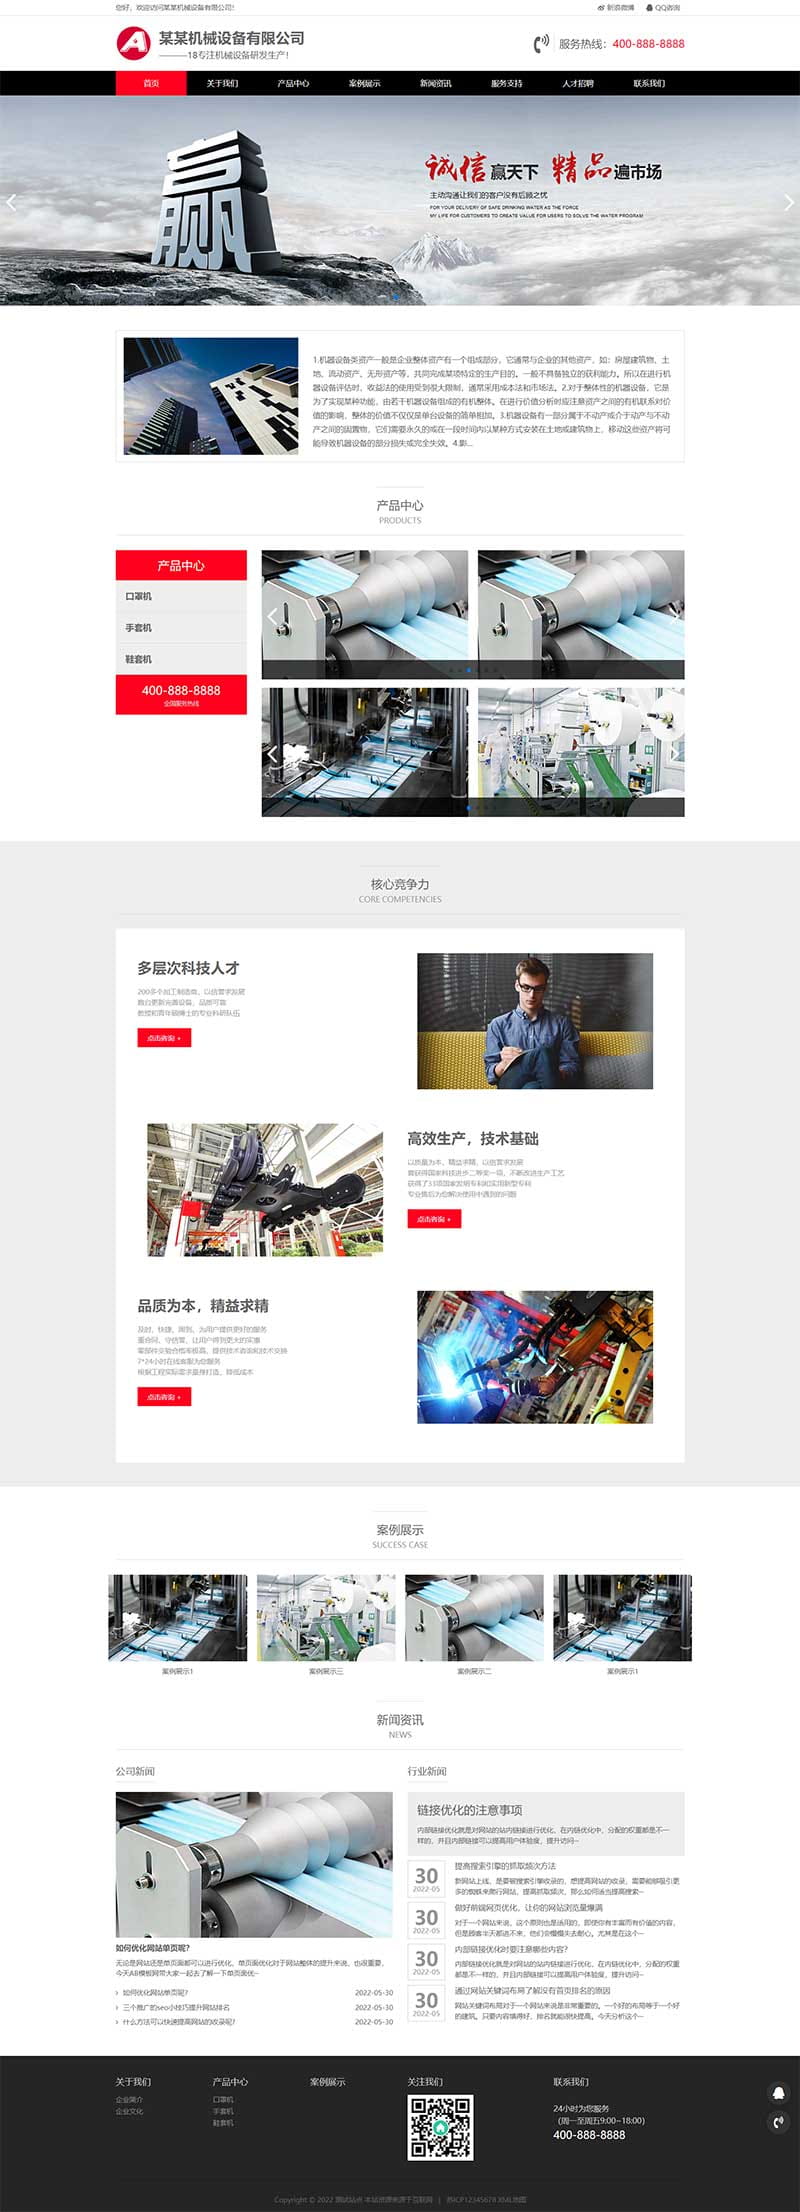 您好，欢迎访问某某机械设备有限公司！
新浪微博 QQ咨询
某某机械设备有限公司
———18专注机械设备研发生产！
服务热线：400-888-8888
首页 关于我们 产品中心 案例展示 新闻资讯 服务支持 人才招聘 联系我们
赢
诚信赢天下 精品遍市场
主动沟通让我们的客户没有后顾之忧
FOR YOUR DELIVERY OF SAFE DRINKING WATER AS THE FORCE
MY LIFE FOR CUSTOMERS TO CREATE VALUE FOR USERS TO SOLVE THE WATER PROGRAM
1.机器设备类资产一般是企业整体资产有一个组成部分，它通常与企业的其他资产，如：房屋建筑物、土
地、流动资产、无形资产等，共同完成某项特定的生产目的。一般不具备独立的获利能力。所以在进行机
器设备评估时，收益法的使用受到很大限制，通常采用成本法和市场法。2.对于整体性的机器设备，它是
为了实现某种功能，由若干机器设备组成的有机整体。在进行价值分析时应注意资产之间的有机联系对价
值的影响，整体的价值不仅仅是单台设备的简单相加。3.机器设备有一部分属于不动产或介于动产与不动
产之间的固置物，它们需要永久的或在一段时间内以某种方式安装在土地或建筑物上，移动这些资产将可
能导致机器设备的部分损失或完全失效。4.影...
产品中心
PRODUCTS
产品中心
口罩机
手套机
鞋套机
400-888-8888
全国服务热线
核心竞争力
CORE COMPETENCIES
多层次科技人才
200多个加工制造商，以信誉求发展
数台更新完善设备，品质可靠
教授和青年硕博士的专业科研队伍
点击咨询 +
高效生产，技术基础
以质量为本，精益求精，以信誉求发展
曾获得国家科技进步二等奖一项，不断改进生产工艺
获得了33项国家发明专利和实用新型专利
专业售后为您解决使用中遇到的问题
点击咨询 +
品质为本，精益求精
及时、快捷、周到，为用户提供更好的服务
重合同、守信誉，让用户得到更大的实惠
零部件交验合格率极高，提供技术咨询和技术交换
7*24小时在线客服为您服务
根据工程实际需求量身打造，降低成本
点击咨询 +
案例展示
SUCCESS CASE
案例展示1 案例展示三 案例展示二 案例展示1
新闻资讯
NEWS
公司新闻
如何优化网站单页呢？
无论是网站还是单页面都可以进行优化，单页面优化对于网站整体的提升来说，也很重要，
今天AB模板网带大家一起去了解一下单页面优~
如何优化网站单页呢？ 2022-05-30
三个推广的seo小技巧提升网站排名 2022-05-30
什么方法可以快速提高网站的收录呢？ 2022-05-30
行业新闻
链接优化的注意事项
内部链接优化就是对网站的站内链接进行优化，在内链优化中，分配的权重都是不一
样的，并且内部链接可以提高用户体验度，提升访问~
30
2022-05
提高搜索引擎的抓取频次方法
新网站上线，是要被搜索引擎收录的，想提高网站的收录，需要能够吸引更
多的蜘蛛来爬行网站，提高抓取频次，那么如何适当提高搜索~
30
2022-05
做好前端网页优化，让你的网站浏览量爆满
对于一个网站来说，这个原则也是适用的，即使你有丰富而有价值的内容，
但是顾客半天都进不来，他们会慢慢失去耐心。尤其是在这个~
30
2022-05
内部链接优化时要注意哪些内容？
内部链接优化就是对网站的站内链接进行优化，在内链优化中，分配的权重
都是不一样的，并且内部链接可以提高用户体验度，提升访问~
30
2022-05
通过网站关键词布局了解没有首页排名的原因
网站关键词布局对于一个网站来说是非常重要的。一个好的布局等于一个好
的建筑。只要内容填得好，排名就能很快提高。今天分析这个~
关于我们
企业简介
企业文化
产品中心
口罩机
手套机
鞋套机
案例展示
关注我们
联系我们
24小时为您服务
（周一至周五9:00~18:00）
400-888-8888
Copyright © 2022 测试站点 本站资源来源于互联网 | 苏ICP12345678 XML地图